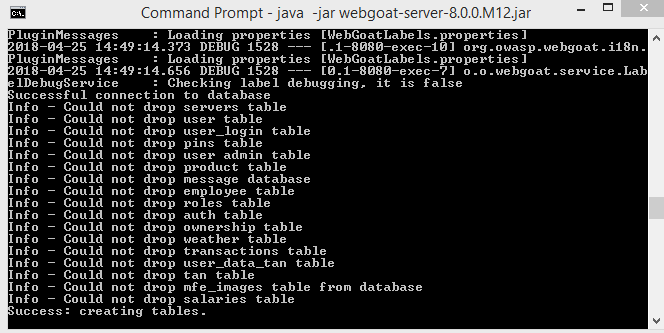 Command Prompt - java -jar webgoat-server-8.0.0.M12.jar
PluginMessages : Loading properties [WebGoatLabels.properties]
2018-04-25 14:49:14.373 DEBUG 1528 --- [.1-8080-exec-10] org.owasp.webgoat.i18n.
PluginMessages : Loading properties [WebGoatLabels.properties]
2018-04-25 14:49:14.656 DEBUG 1528 --- [0.1-8080-exec-7] o.o.webgoat.service.Lab
elDebugService : Checking label debugging, it is false
Successful connection to database
Info - Could not drop servers table
Info - Could not drop user table
Info - Could not drop user_login table
Info - Could not drop pins table
Info - Could not drop user admin table
Info - Could not drop product table
Info - Could not drop message database
Info - Could not drop employee table
Info - Could not drop roles table
Info - Could not drop auth table
Info - Could not drop ownership table
Info - Could not drop weather table
Info - Could not drop transactions table
Info - Could not drop user_data_tan table
Info - Could not drop tan table
Info - Could not drop mfe_images table from database
Info - Could not drop salaries table
Success: creating tables.